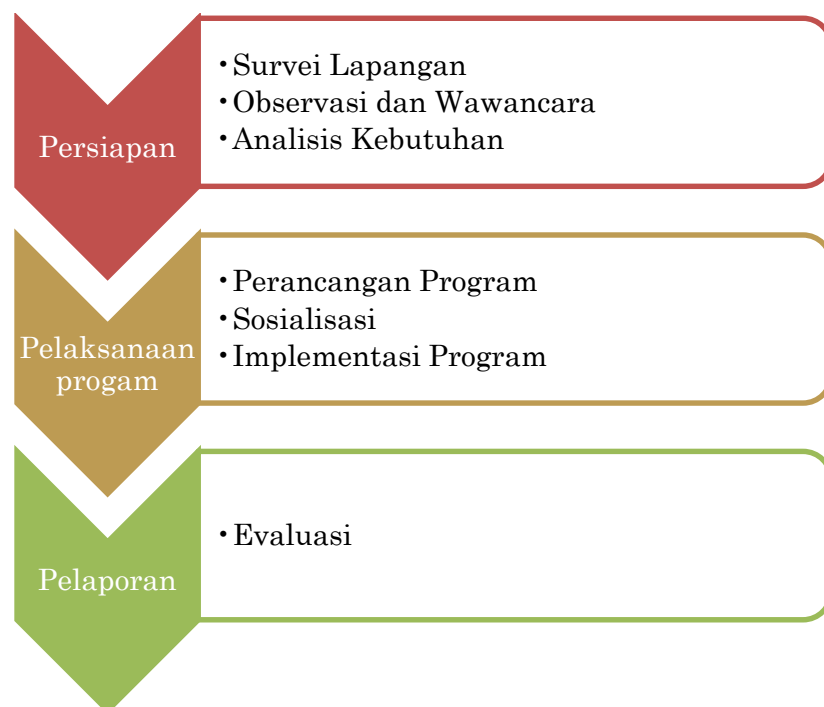 Persiapan
•Survei Lapangan
•Observasi dan Wawancara
•Analisis Kebutuhan
Pelaksanaan
progam
•Perancangan Program
•Sosialisasi
•Implementasi Program
Pelaporan
•Evaluasi